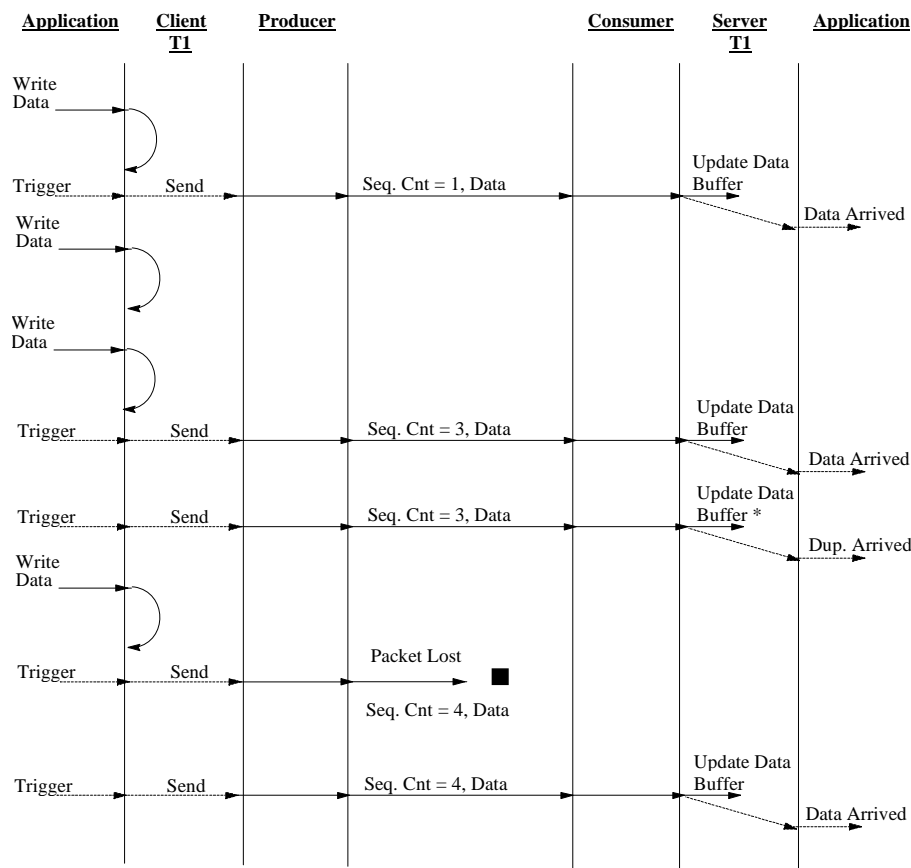 Application Client Producer Consumer Server Application
T1 T1
Write
Data
Trigger Send Seq. Cnt = 1, Data Update Data
Buffer
Data Arrived
Write
Data
Write
Data
Trigger Send Seq. Cnt = 3, Data Update Data
Buffer
Data Arrived
Trigger Send Seq. Cnt = 3, Data Update Data
Buffer *
Dup. Arrived
Write
Data
Trigger Send Packet Lost
Seq. Cnt = 4, Data
Trigger Send Seq. Cnt = 4, Data Update Data
Buffer
Data Arrived